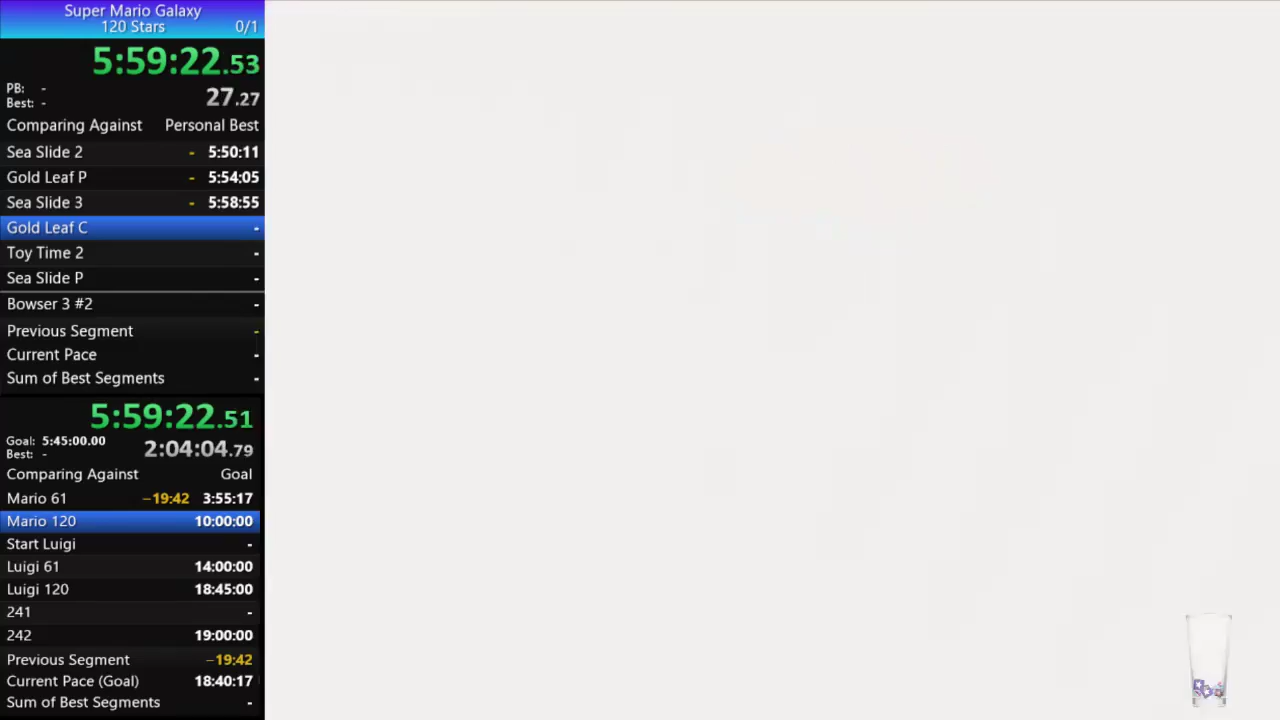 Super Mario Galaxy
120 Stars 0/1
5:59:22.53
PB: -
27.27
Best: -
Comparing Against Personal Best
Sea Slide 2 - 5:50:11
Gold Leaf P - 5:54:05
Sea Slide 3 - 5:58:55
Gold Leaf C -
Toy Time 2 -
Sea Slide P -
Bowser 3 #2 -
Previous Segment -
Current Pace -
Sum of Best Segments -
5:59:22.51
Goal: 5:45:00.00
2:04:04.79
Best: -
Comparing Against Goal
Mario 61 −19:42 3:55:17
Mario 120 10:00:00
Start Luigi -
Luigi 61 14:00:00
Luigi 120 18:45:00
241 -
242 19:00:00
Previous Segment −19:42
Current Pace (Goal) 18:40:17
Sum of Best Segments -